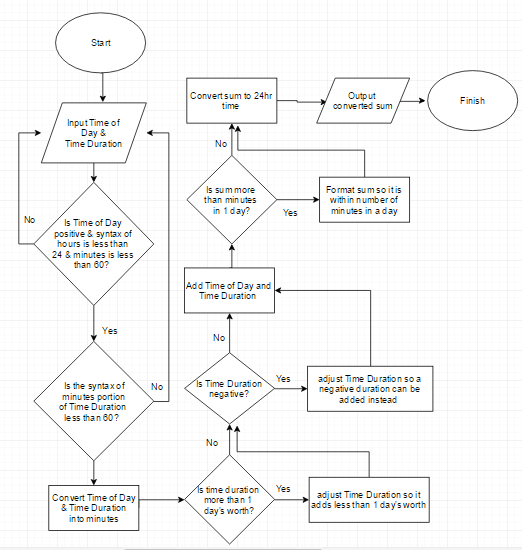 Start
Input Time of
Day &
Time Duration
No
Is Time of Day
positive & syntax of
hours is less than
24 & minutes is less
than 60?
Yes
Is the syntax of
minutes portion
of Time Duration
less than 60?
No
Convert Time of Day
& Time Duration
into minutes
Is time duration
more than 1
day's worth?
Yes
adjust Time Duration so it
adds less than 1 day's worth
No
Is Time Duration
negative?
Yes
adjust Time Duration so a
negative duration can be
added instead
No
Add Time of Day and
Time Duration
Is sum more
than minutes
in 1 day?
Yes
Format sum so it is
within number of
minutes in a day
No
Convert sum to 24hr
time
Output
converted sum
Finish